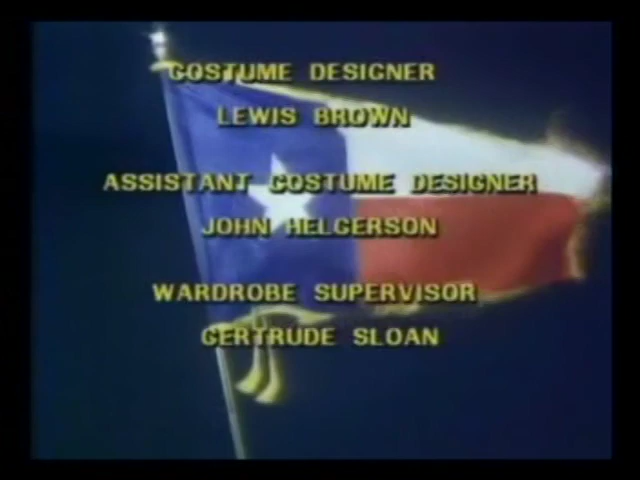 COSTUME DESIGNER
LEWIS BROWN
ASSISTANT COSTUME DESIGNER
JOHN HELGERSON
WARDROBE SUPERVISOR
GERTRUDE SLOAN